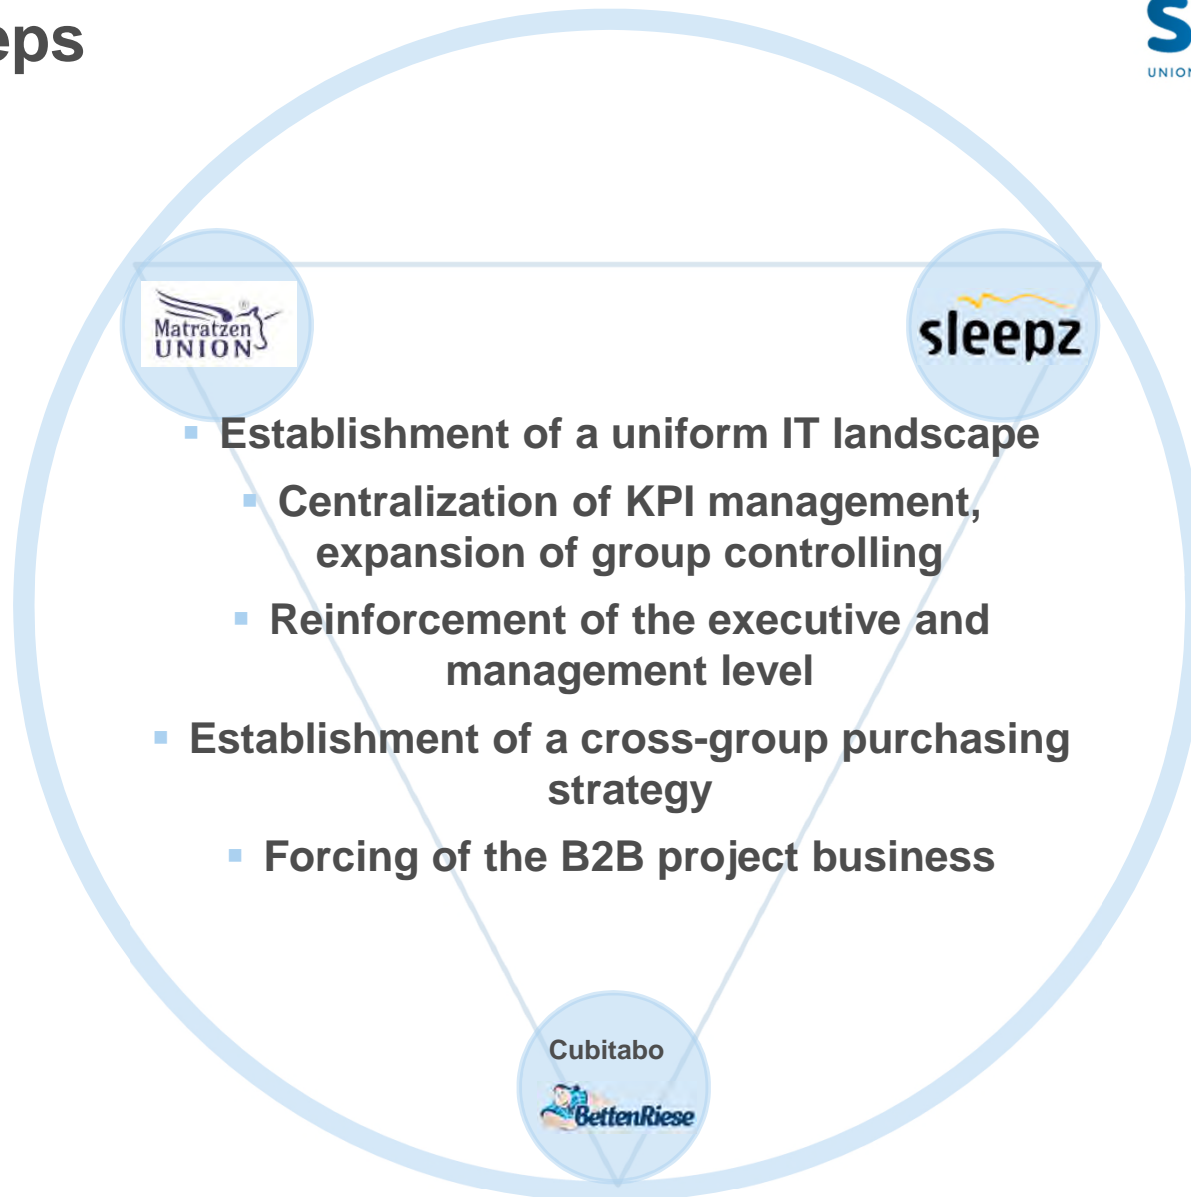 eps
S
UNION
Matratzen ®
UNION
sleepz
▪ Establishment of a uniform IT landscape
▪ Centralization of KPI management,
expansion of group controlling
▪ Reinforcement of the executive and
management level
▪ Establishment of a cross-group purchasing
strategy
▪ Forcing of the B2B project business
Cubitabo
BettenRiese